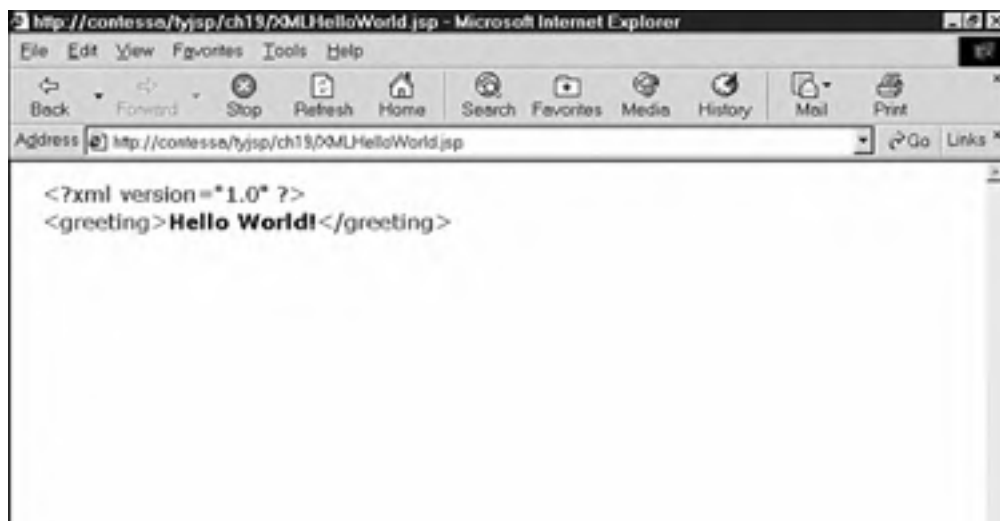 http://contessa/tyjsp/ch19/XMLHelloWorld.jsp - Microsoft Internet Explorer
File Edit View Favorites Tools Help
Back Forward Stop Refresh Home Search Favorites Media History Mail Print
Address http://contessa/tyjsp/ch19/XMLHelloWorld.jsp Go Links
<?xml version="1.0" ?>
<greeting>Hello World!</greeting>